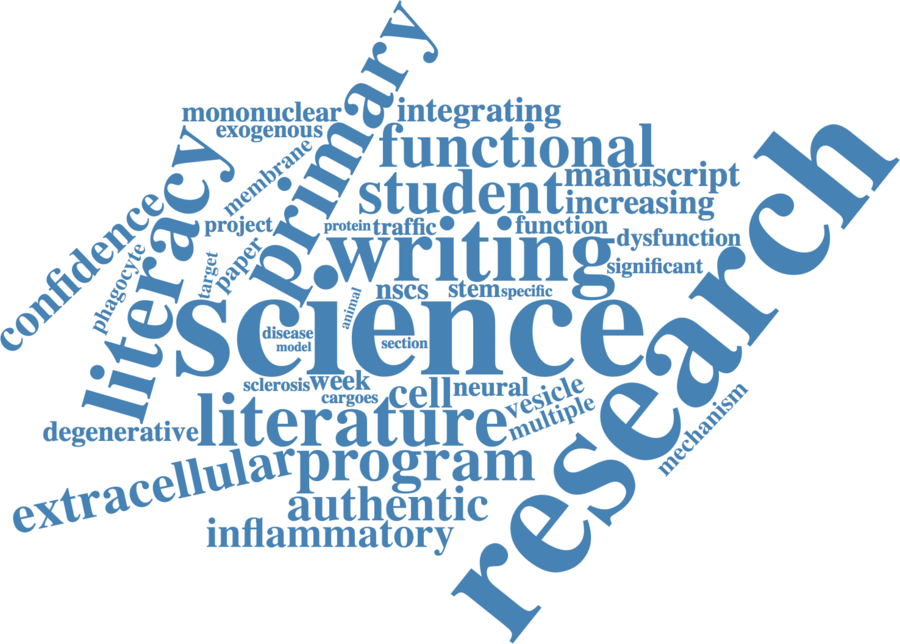 primary
mononuclear
integrating
exogenous
functional
literacy
membrane
student
manuscript
increasing
confidence
project
protein
traffic
function
phagocyte
target
paper
writing
dysfunction
significant
research
nscs
stem
specific
animal
science
disease
model
section
sclerosis
week
cargoes
cell
neural
vesicle
multiple
mechanism
degenerative
literature
extracellular
program
authentic
inflammatory